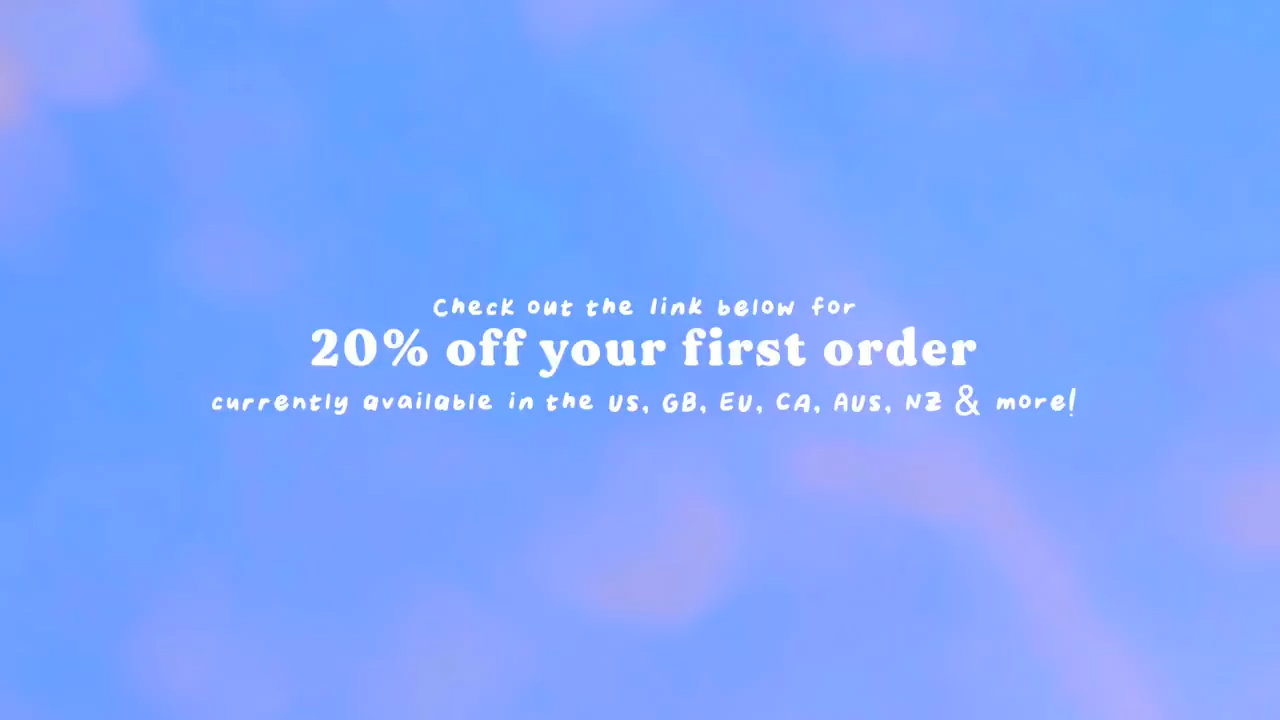 Check out the link below for
20% off your first order
currently available in the US, GB, EU, CA, AUS, NZ & more!